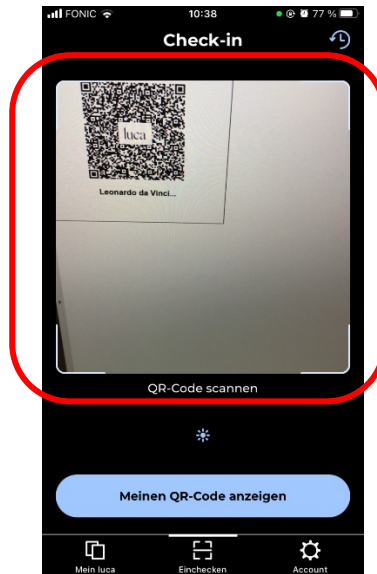 FONIC 10:38 77 %
Check-in
luca
Leonardo da Vinci...
QR-Code scannen
Meinen QR-Code anzeigen
Mein luca Einchecken Account